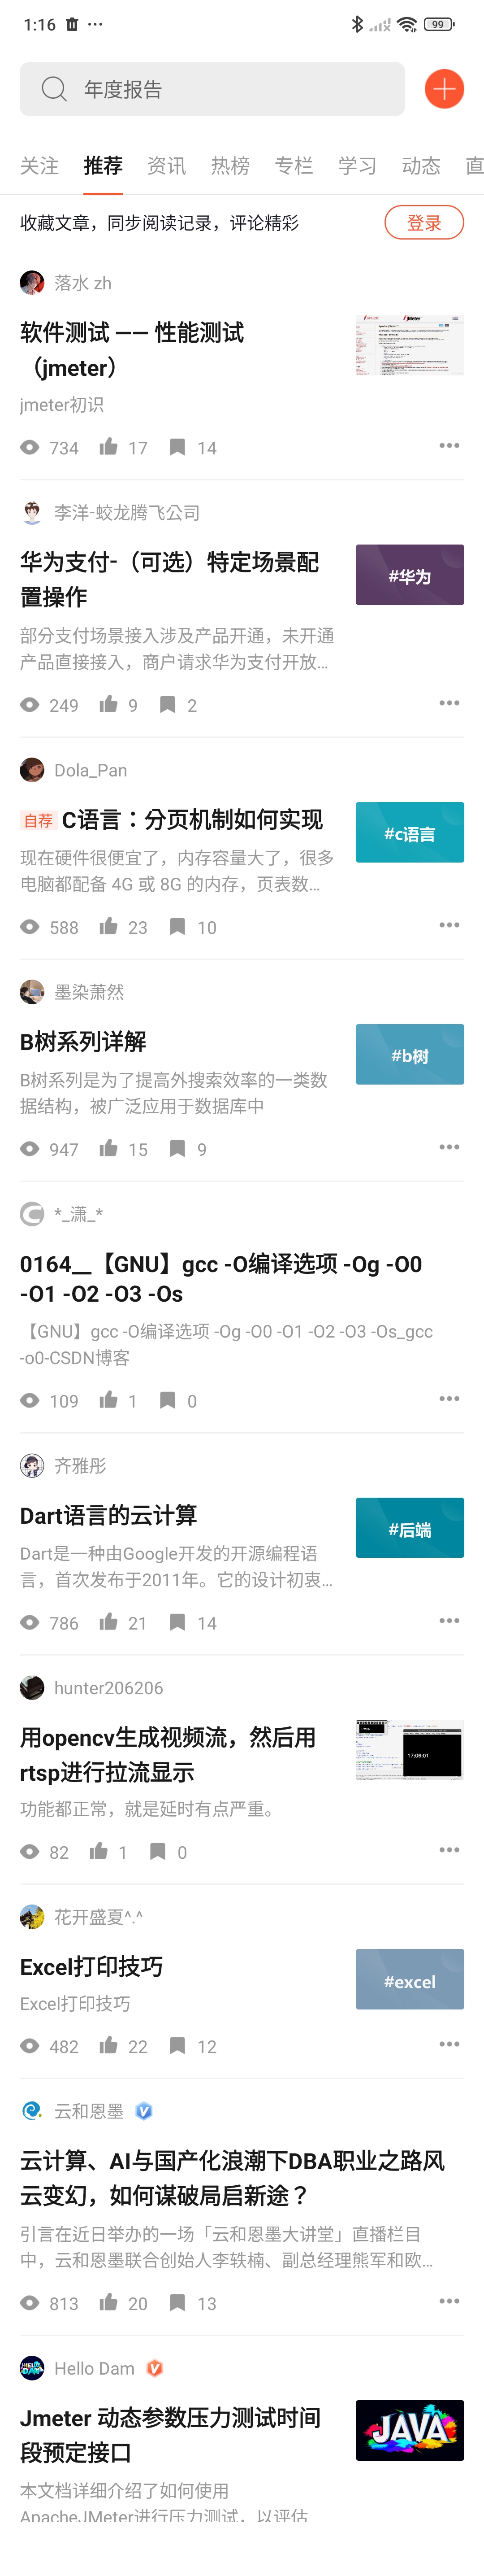 1:16 ··· 99
年度报告
关注 推荐 资讯 热榜 专栏 学习 动态 直
收藏文章，同步阅读记录，评论精彩 登录
落水 zh
软件测试 —— 性能测试
（jmeter）
jmeter初识
734 17 14
李洋-蛟龙腾飞公司
华为支付-（可选）特定场景配
置操作
#华为
部分支付场景接入涉及产品开通，未开通
产品直接接入，商户请求华为支付开放...
249 9 2
Dola_Pan
自荐 C语言：分页机制如何实现
#c语言
现在硬件很便宜了，内存容量大了，很多
电脑都配备 4G 或 8G 的内存，页表数...
588 23 10
墨染萧然
B树系列详解
#b树
B树系列是为了提高外搜索效率的一类数
据结构，被广泛应用于数据库中
947 15 9
*_潇_*
0164__【GNU】gcc -O编译选项 -Og -O0
-O1 -O2 -O3 -Os
【GNU】gcc -O编译选项 -Og -O0 -O1 -O2 -O3 -Os_gcc
-o0-CSDN博客
109 1 0
齐雅彤
Dart语言的云计算
#后端
Dart是一种由Google开发的开源编程语
言，首次发布于2011年。它的设计初衷...
786 21 14
hunter206206
用opencv生成视频流，然后用
rtsp进行拉流显示
17:06:01
功能都正常，就是延时有点严重。
82 1 0
花开盛夏^.^
Excel打印技巧
#excel
Excel打印技巧
482 22 12
云和恩墨
云计算、AI与国产化浪潮下DBA职业之路风
云变幻，如何谋破局启新途？
引言在近日举办的一场「云和恩墨大讲堂」直播栏目
中，云和恩墨联合创始人李轶楠、副总经理熊军和欧...
813 20 13
Hello Dam
Jmeter 动态参数压力测试时间
段预定接口
JAVA
本文档详细介绍了如何使用
ApacheJMeter进行压力测试，以评估...